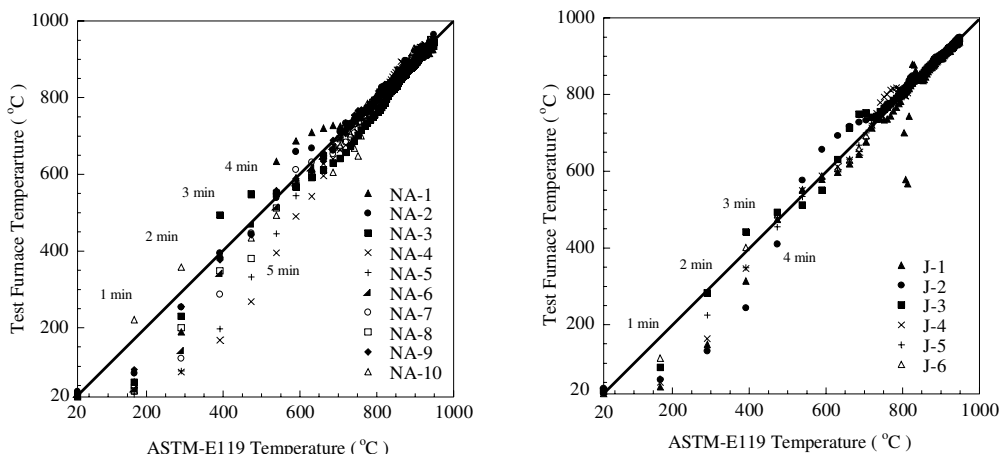 1000
800
600
400
200
20
Test Furnace Temperarture ( °C )
4 min
3 min
2 min
1 min
5 min
NA-1
NA-2
NA-3
NA-4
NA-5
NA-6
NA-7
NA-8
NA-9
NA-10
20 200 400 600 800 1000
ASTM-E119 Temperature ( °C )
1000
800
600
400
200
20
Test Furnace Temperature ( °C )
3 min
2 min
4 min
1 min
J-1
J-2
J-3
J-4
J-5
J-6
20 200 400 600 800 1000
ASTM-E119 Temperature ( °C )